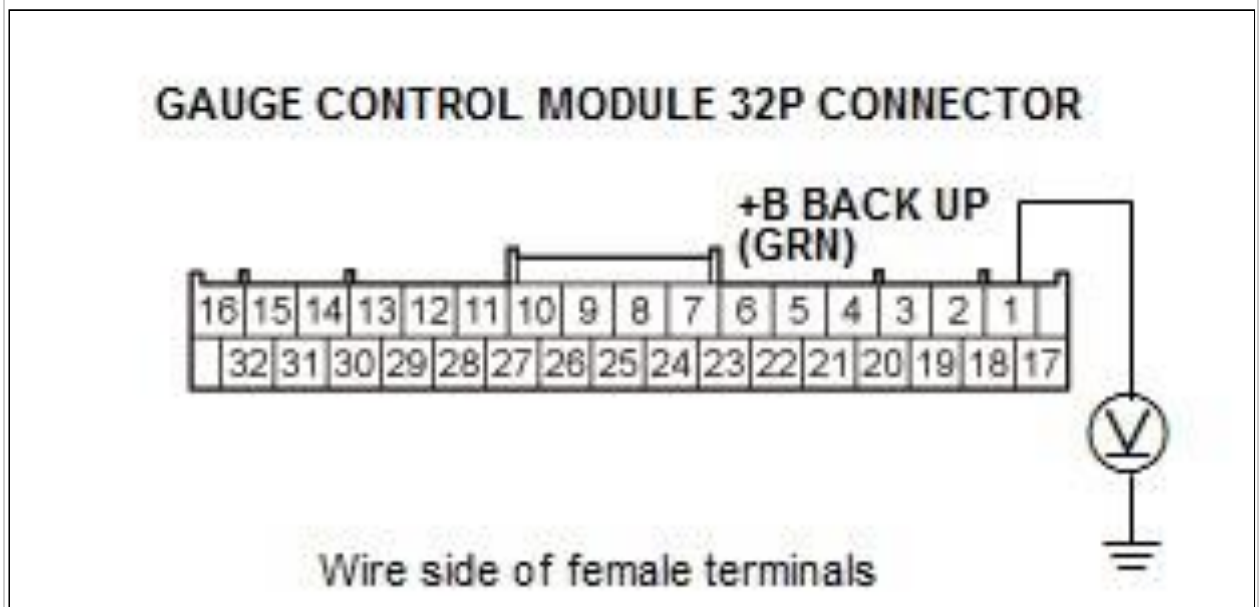 GAUGE CONTROL MODULE 32P CONNECTOR
+B BACK UP
(GRN)
16 15 14 13 12 11 10 9 8 7 6 5 4 3 2 1
32 31 30 29 28 27 26 25 24 23 22 21 20 19 18 17
V
Wire side of female terminals